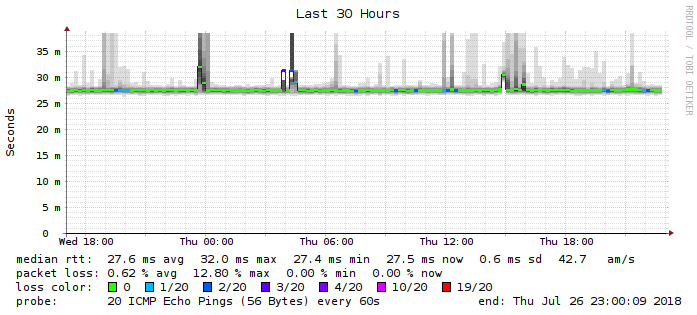 Last 30 Hours
RRDTOOL / TOBI OETIKER
Seconds
35 m
30 m
25 m
20 m
15 m
10 m
5 m
0
Wed 18:00 Thu 00:00 Thu 06:00 Thu 12:00 Thu 18:00
median rtt: 27.6 ms avg 32.0 ms max 27.4 ms min 27.5 ms now 0.6 ms sd 42.7 am/s
packet loss: 0.62 % avg 12.80 % max 0.00 % min 0.00 % now
loss color: 0 1/20 2/20 3/20 4/20 10/20 19/20
probe: 20 ICMP Echo Pings (56 Bytes) every 60s end: Thu Jul 26 23:00:09 2018